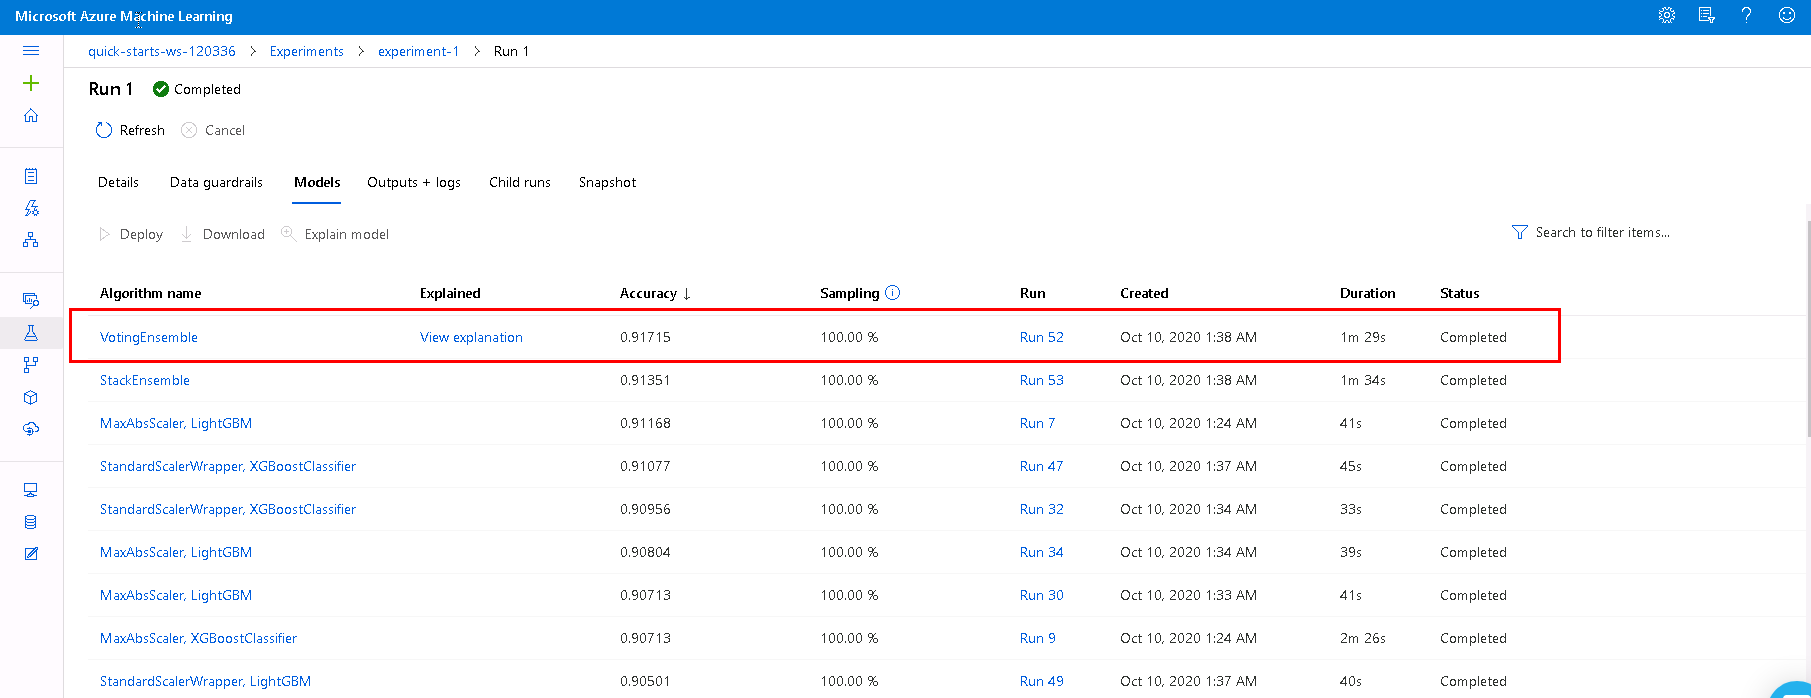 Microsoft Azure Machine Learning
quick-starts-ws-120336 > Experiments > experiment-1 > Run 1
Run 1 Completed
Refresh Cancel
Details Data guardrails Models Outputs + logs Child runs Snapshot
Deploy Download Explain model Search to filter items...
Algorithm name Explained Accuracy ↓ Sampling Run Created Duration Status
VotingEnsemble View explanation 0.91715 100.00 % Run 52 Oct 10, 2020 1:38 AM 1m 29s Completed
StackEnsemble 0.91351 100.00 % Run 53 Oct 10, 2020 1:38 AM 1m 34s Completed
MaxAbsScaler, LightGBM 0.91168 100.00 % Run 7 Oct 10, 2020 1:24 AM 41s Completed
StandardScalerWrapper, XGBoostClassifier 0.91077 100.00 % Run 47 Oct 10, 2020 1:37 AM 45s Completed
StandardScalerWrapper, XGBoostClassifier 0.90956 100.00 % Run 32 Oct 10, 2020 1:34 AM 33s Completed
MaxAbsScaler, LightGBM 0.90804 100.00 % Run 34 Oct 10, 2020 1:34 AM 39s Completed
MaxAbsScaler, LightGBM 0.90713 100.00 % Run 30 Oct 10, 2020 1:33 AM 41s Completed
MaxAbsScaler, XGBoostClassifier 0.90713 100.00 % Run 9 Oct 10, 2020 1:24 AM 2m 26s Completed
StandardScalerWrapper, LightGBM 0.90501 100.00 % Run 49 Oct 10, 2020 1:37 AM 40s Completed